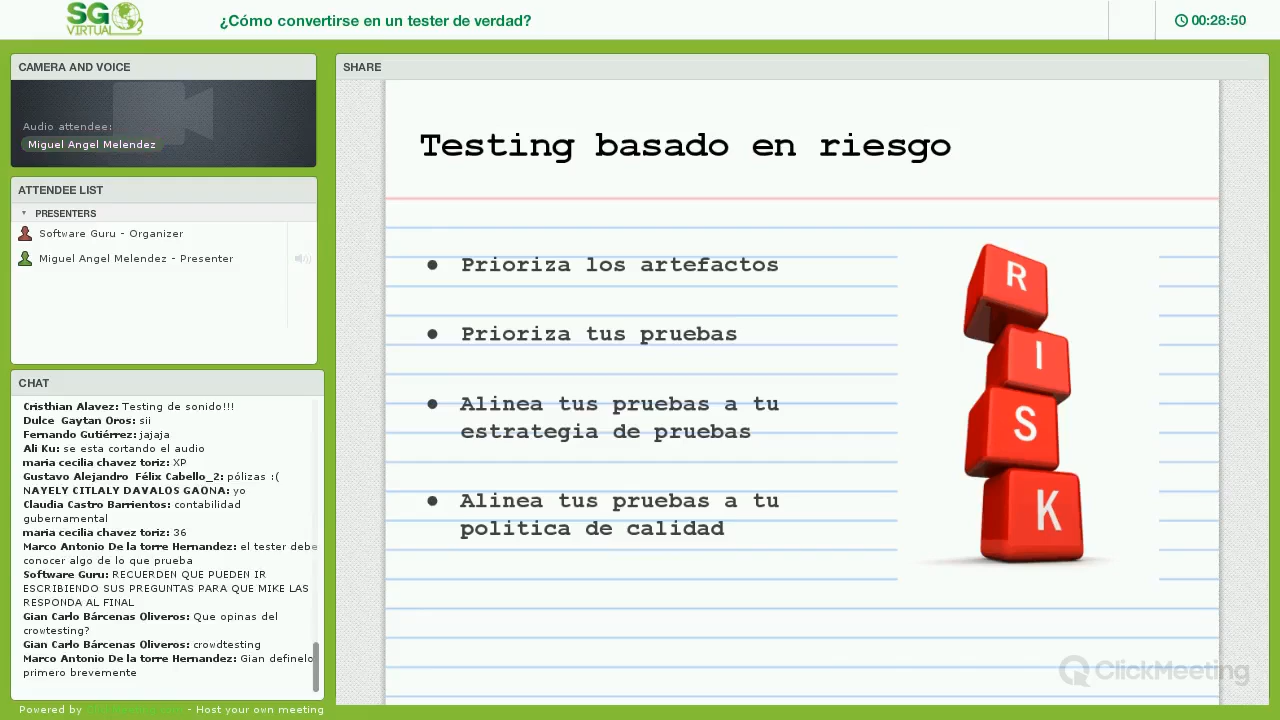 SG
VIRTUAL
¿Cómo convertirse en un tester de verdad?
00:28:50
CAMERA AND VOICE
Audio attendee:
Miguel Angel Melendez
ATTENDEE LIST
PRESENTERS
Software Guru - Organizer
Miguel Angel Melendez - Presenter
CHAT
Cristhian Alavez: Testing de sonido!!!
Dulce Gaytan Oros: sii
Fernando Gutiérrez: jajaja
Ali Ku: se esta cortando el audio
maria cecilia chavez toriz: XP
Gustavo Alejandro Félix Cabello_2: pólizas :(
NAYELY CITLALY DAVALOS GAONA: yo
Claudia Castro Barrientos: contabilidad
gubernamental
maria cecilia chavez toriz: 36
Marco Antonio De la torre Hernandez: el tester debe
conocer algo de lo que prueba
Software Guru: RECUERDEN QUE PUEDEN IR
ESCRIBIENDO SUS PREGUNTAS PARA QUE MIKE LAS
RESPONDA AL FINAL
Gian Carlo Bárcenas Oliveros: Que opinas del
crowtesting?
Gian Carlo Bárcenas Oliveros: crowdtesting
Marco Antonio De la torre Hernandez: Gian definelo
primero brevemente
Powered by - Host your own meeting
SHARE
Testing basado en riesgo
● Prioriza los artefactos
● Prioriza tus pruebas
● Alinea tus pruebas a tu
estrategia de pruebas
● Alinea tus pruebas a tu
politica de calidad
R
I
S
K
ClickMeeting